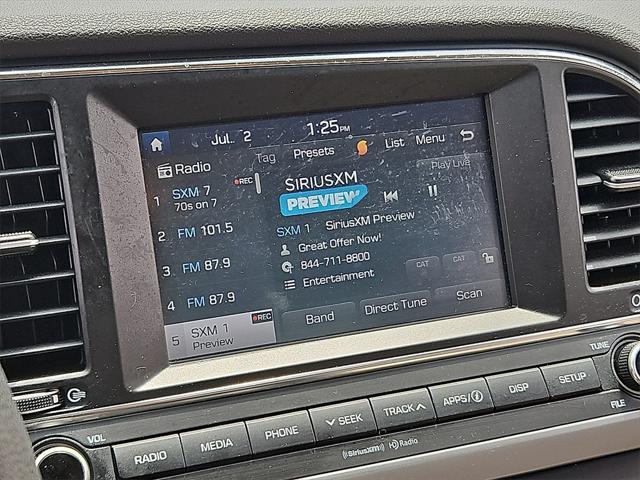 Jul. 2 1:25PM
Tag Presets List Menu
Radio
Play Live
1 SXM 7 REC
70s on 7
SIRIUSXM
PREVIEW
2 FM 101.5
SXM 1 SiriusXM Preview
Great Offer Now!
3 FM 87.9
844-711-8800
Entertainment
CAT CAT
4 FM 87.9
Band Direct Tune Scan
5 SXM 1 REC
Preview
TUNE
VOL
RADIO MEDIA PHONE SEEK TRACK APPS/i DISP SETUP
FILE
SiriusXM HD Radio